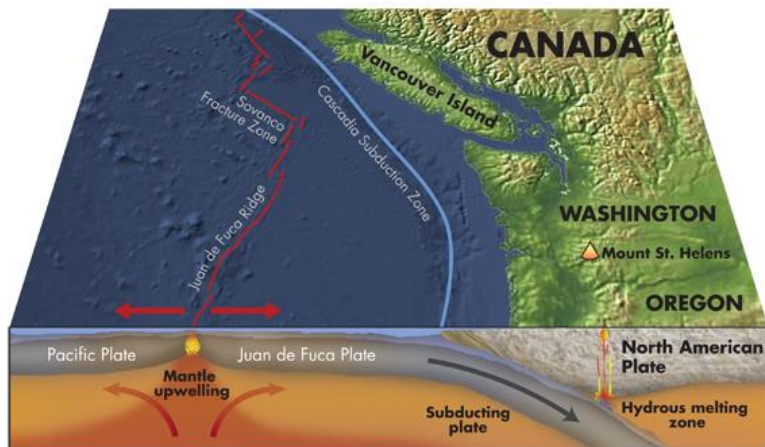 CANADA
Vancouver Island
Sovanco
Fracture Zone
Cascadia Subduction Zone
Juan de Fuca Ridge
WASHINGTON
Mount St. Helens
OREGON
Pacific Plate
Juan de Fuca Plate
North American
Plate
Mantle
upwelling
Subducting
plate
Hydrous melting
zone